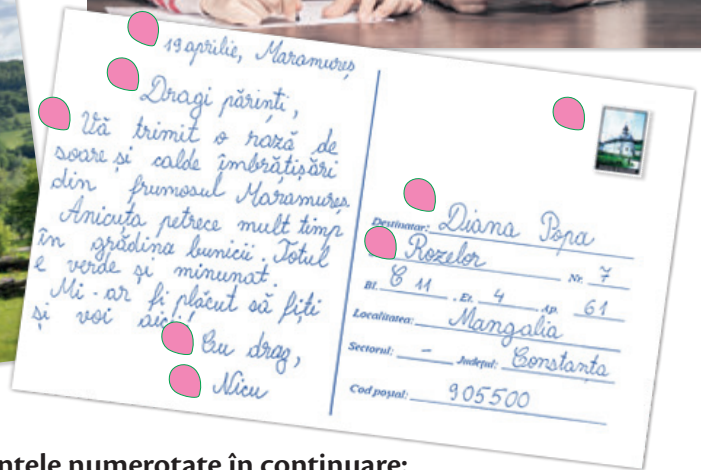 19 aprilie, Maramureș
Dragi părinți,
Vă trimit o rază de
soare și calde îmbrățișări
din frumosul Maramureș.
Anicuța petrece mult timp
în grădina bunicii. Totul
e verde și minunat.
Mi-ar fi plăcut să fiți
și voi aici!
Cu drag,
Nicu
Destinatar: Diana Popa
Rozelor Nr. 7
Bl. C 11 . Et. 4 Ap. 61
Localitatea: Mangalia
Sectorul: – Județul: Constanța
Cod poștal: 905500
numerotate în continuare: